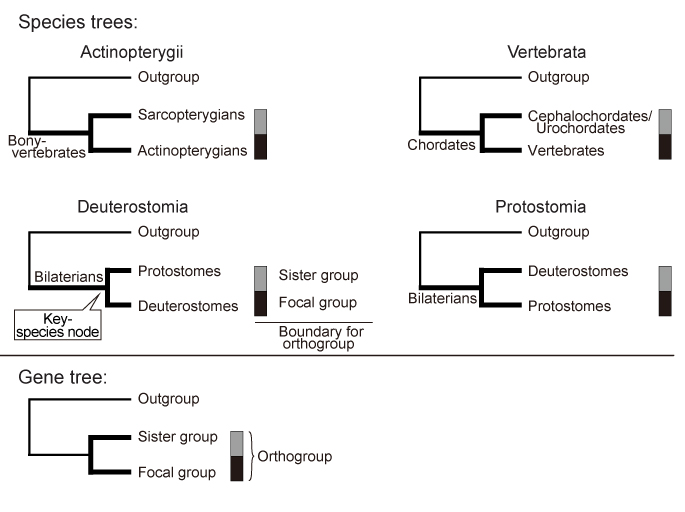 Species trees:
Actinopterygii
Outgroup
Sarcopterygians
Bony-
vertebrates
Actinopterygians
Vertebrata
Outgroup
Cephalochordates/
Urochordates
Chordates
Vertebrates
Deuterostomia
Outgroup
Bilaterians
Protostomes
Deuterostomes
Key-
species node
Sister group
Focal group
Boundary for
orthogroup
Protostomia
Outgroup
Deuterostomes
Bilaterians
Protostomes
Gene tree:
Outgroup
Sister group
Focal group
Orthogroup